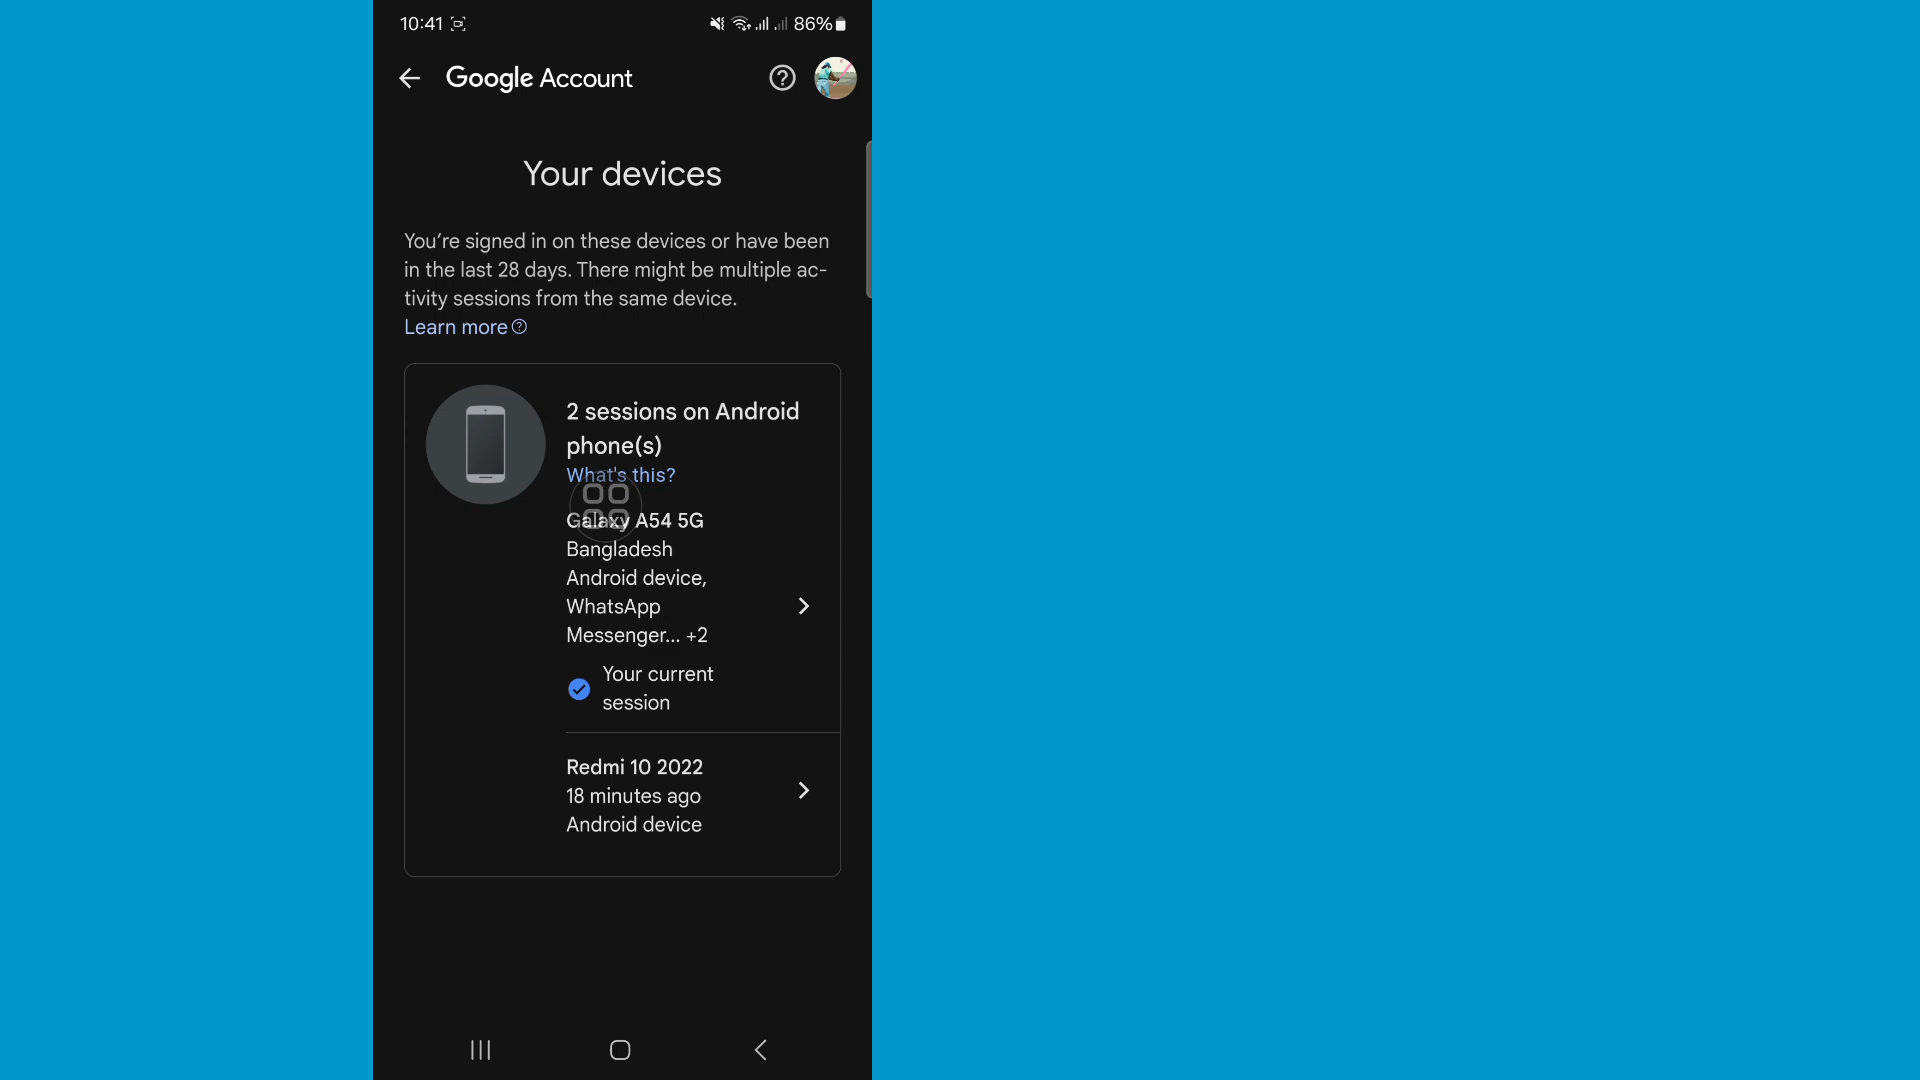 10:41
86%
Google Account
Your devices
You’re signed in on these devices or have been
in the last 28 days. There might be multiple ac-
tivity sessions from the same device.
Learn more
2 sessions on Android
phone(s)
What's this?
Galaxy A54 5G
Bangladesh
Android device,
WhatsApp
Messenger... +2
Your current
session
Redmi 10 2022
18 minutes ago
Android device